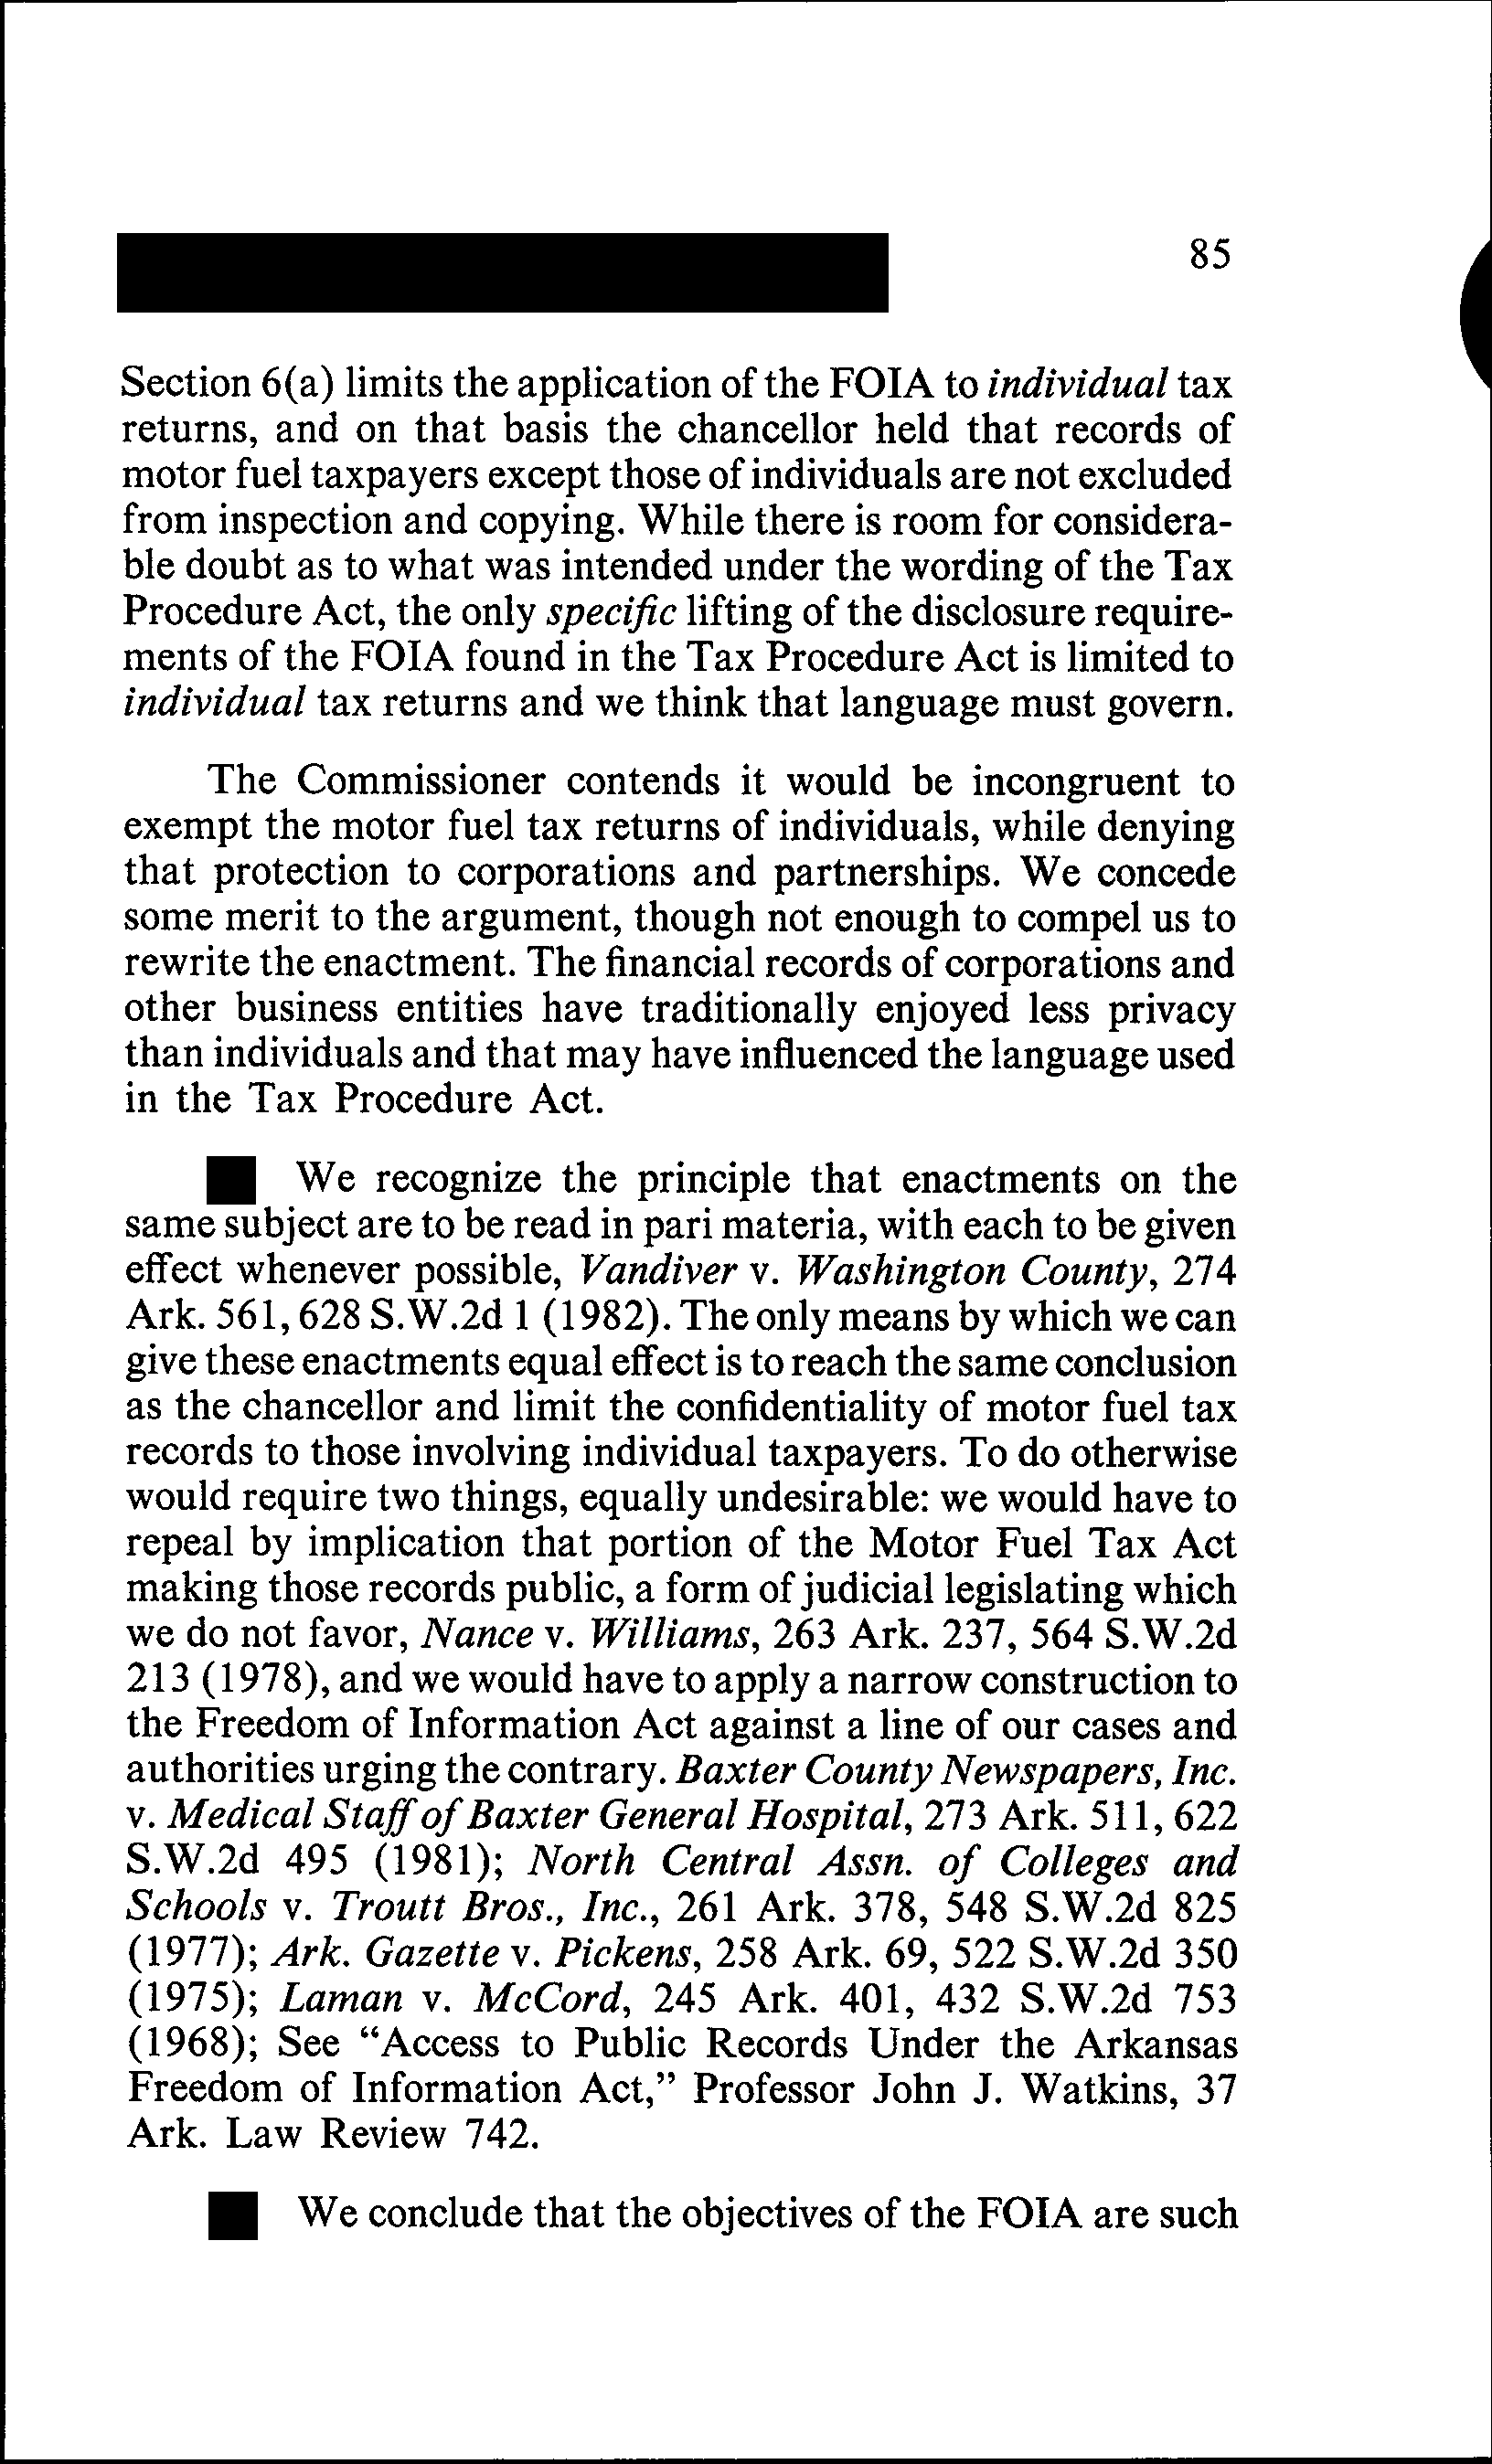 85
Section 6(a) limits the application of the FOIA to individual tax
returns, and on that basis the chancellor held that records of
motor fuel taxpayers except those of individuals are not excluded
from inspection and copying. While there is room for considera-
ble doubt as to what was intended under the wording of the Tax
Procedure Act, the only specific lifting of the disclosure require-
ments of the FOIA found in the Tax Procedure Act is limited to
individual tax returns and we think that language must govern.
The Commissioner contends it would be incongruent to
exempt the motor fuel tax returns of individuals, while denying
that protection to corporations and partnerships. We concede
some merit to the argument, though not enough to compel us to
rewrite the enactment. The financial records of corporations and
other business entities have traditionally enjoyed less privacy
than individuals and that may have influenced the language used
in the Tax Procedure Act.
We recognize the principle that enactments on the
same subject are to be read in pari materia, with each to be given
effect whenever possible, Vandiver v. Washington County, 274
Ark. 561, 628 S.W.2d 1 (1982). The only means by which we can
give these enactments equal effect is to reach the same conclusion
as the chancellor and limit the confidentiality of motor fuel tax
records to those involving individual taxpayers. To do otherwise
would require two things, equally undesirable: we would have to
repeal by implication that portion of the Motor Fuel Tax Act
making those records public, a form of judicial legislating which
we do not favor, Nance v. Williams, 263 Ark. 237, 564 S.W.2d
213 (1978), and we would have to apply a narrow construction to
the Freedom of Information Act against a line of our cases and
authorities urging the contrary. Baxter County Newspapers, Inc.
v. Medical Staff of Baxter General Hospital, 273 Ark. 511, 622
S.W.2d 495 (1981); North Central Assn. of Colleges and
Schools v. Troutt Bros., Inc., 261 Ark. 378, 548 S.W.2d 825
(1977); Ark. Gazette v. Pickens, 258 Ark. 69, 522 S.W.2d 350
(1975); Laman v. McCord, 245 Ark. 401, 432 S.W.2d 753
(1968); See “Access to Public Records Under the Arkansas
Freedom of Information Act,” Professor John J. Watkins, 37
Ark. Law Review 742.
We conclude that the objectives of the FOIA are such